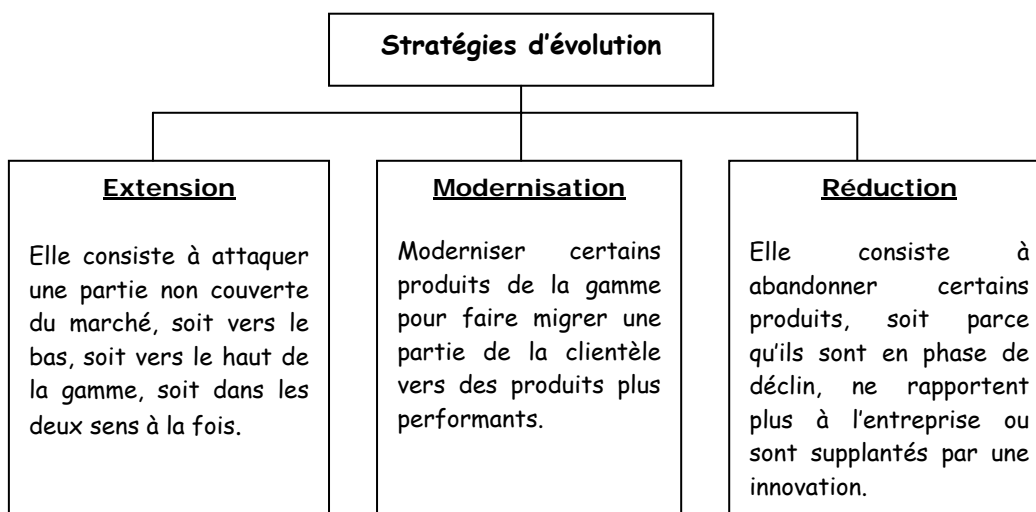 Stratégies d'évolution
Extension
Elle consiste à attaquer
une partie non couverte
du marché, soit vers le
bas, soit vers le haut de
la gamme, soit dans les
deux sens à la fois.
Modernisation
Moderniser certains
produits de la gamme
pour faire migrer une
partie de la clientèle
vers des produits plus
performants.
Réduction
Elle consiste à
abandonner certains
produits, soit parce
qu'ils sont en phase de
déclin, ne rapportent
plus à l'entreprise ou
sont supplantés par une
innovation.